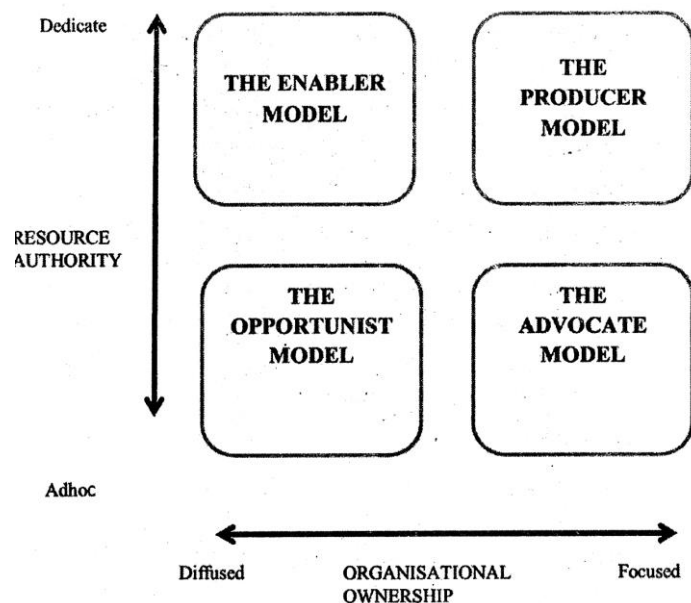 Dedicate
THE ENABLER
MODEL
THE
PRODUCER
MODEL
RESOURCE
AUTHORITY
THE
OPPORTUNIST
MODEL
THE
ADVOCATE
MODEL
Adhoc
Diffused
ORGANISATIONAL
OWNERSHIP
Focused